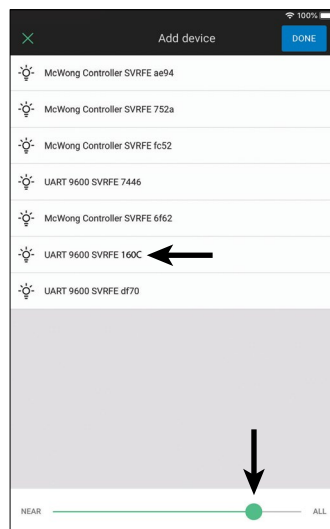 100%
Add device
DONE
McWong Controller SVRFE ae94
McWong Controller SVRFE 752a
McWong Controller SVRFE fc52
UART 9600 SVRFE 7446
McWong Controller SVRFE 6f62
UART 9600 SVRFE 160C
UART 9600 SVRFE df70
NEAR ALL